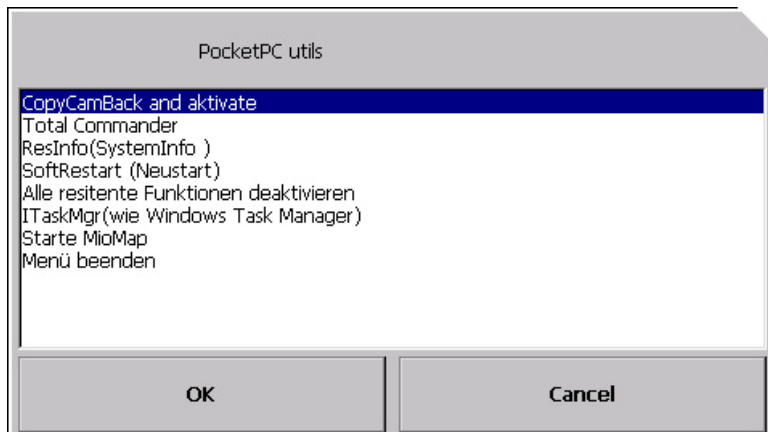 PocketPC utils
CopyCamBack and aktivate
Total Commander
ResInfo(SystemInfo )
SoftRestart (Neustart)
Alle resitente Funktionen deaktivieren
ITaskMgr(wie Windows Task Manager)
Starte MioMap
Menü beenden
OK
Cancel